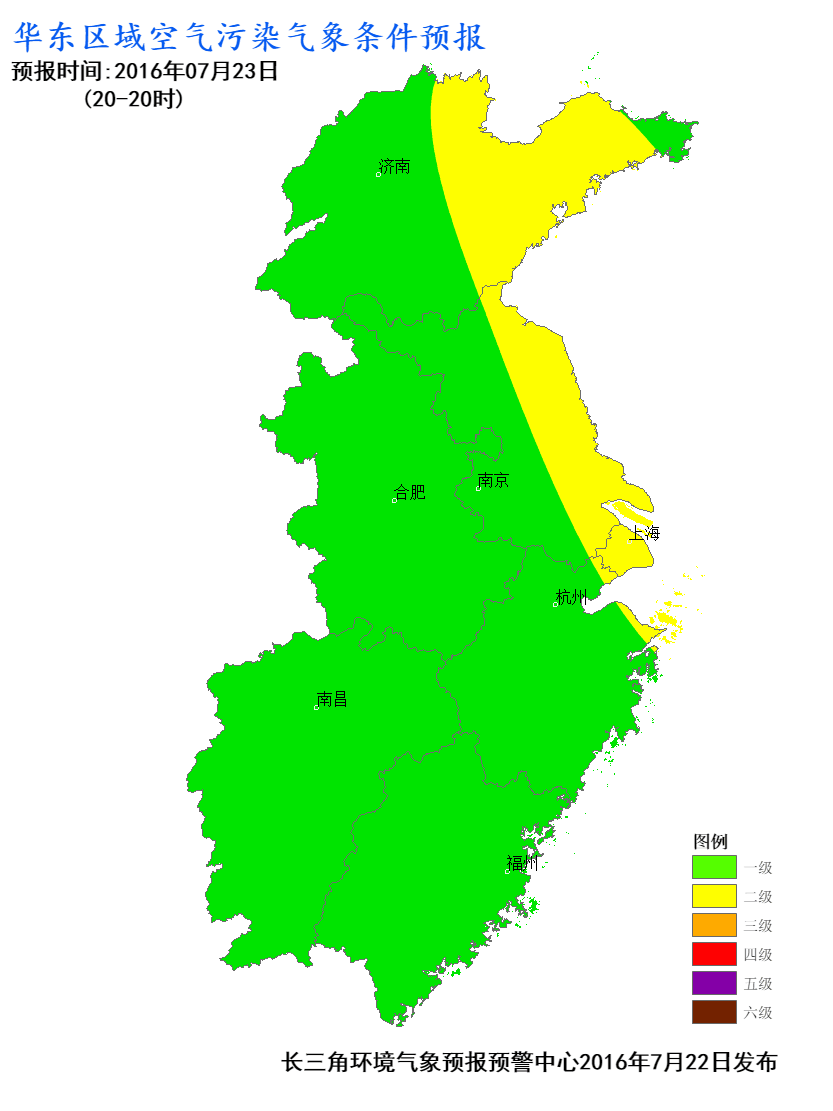 华东区域空气污染气象条件预报
预报时间:2016年07月23日
(20-20时)
济南
合肥
南京
上海
杭州
南昌
福州
图例
一级
二级
三级
四级
五级
六级
长三角环境气象预报预警中心2016年7月22日发布